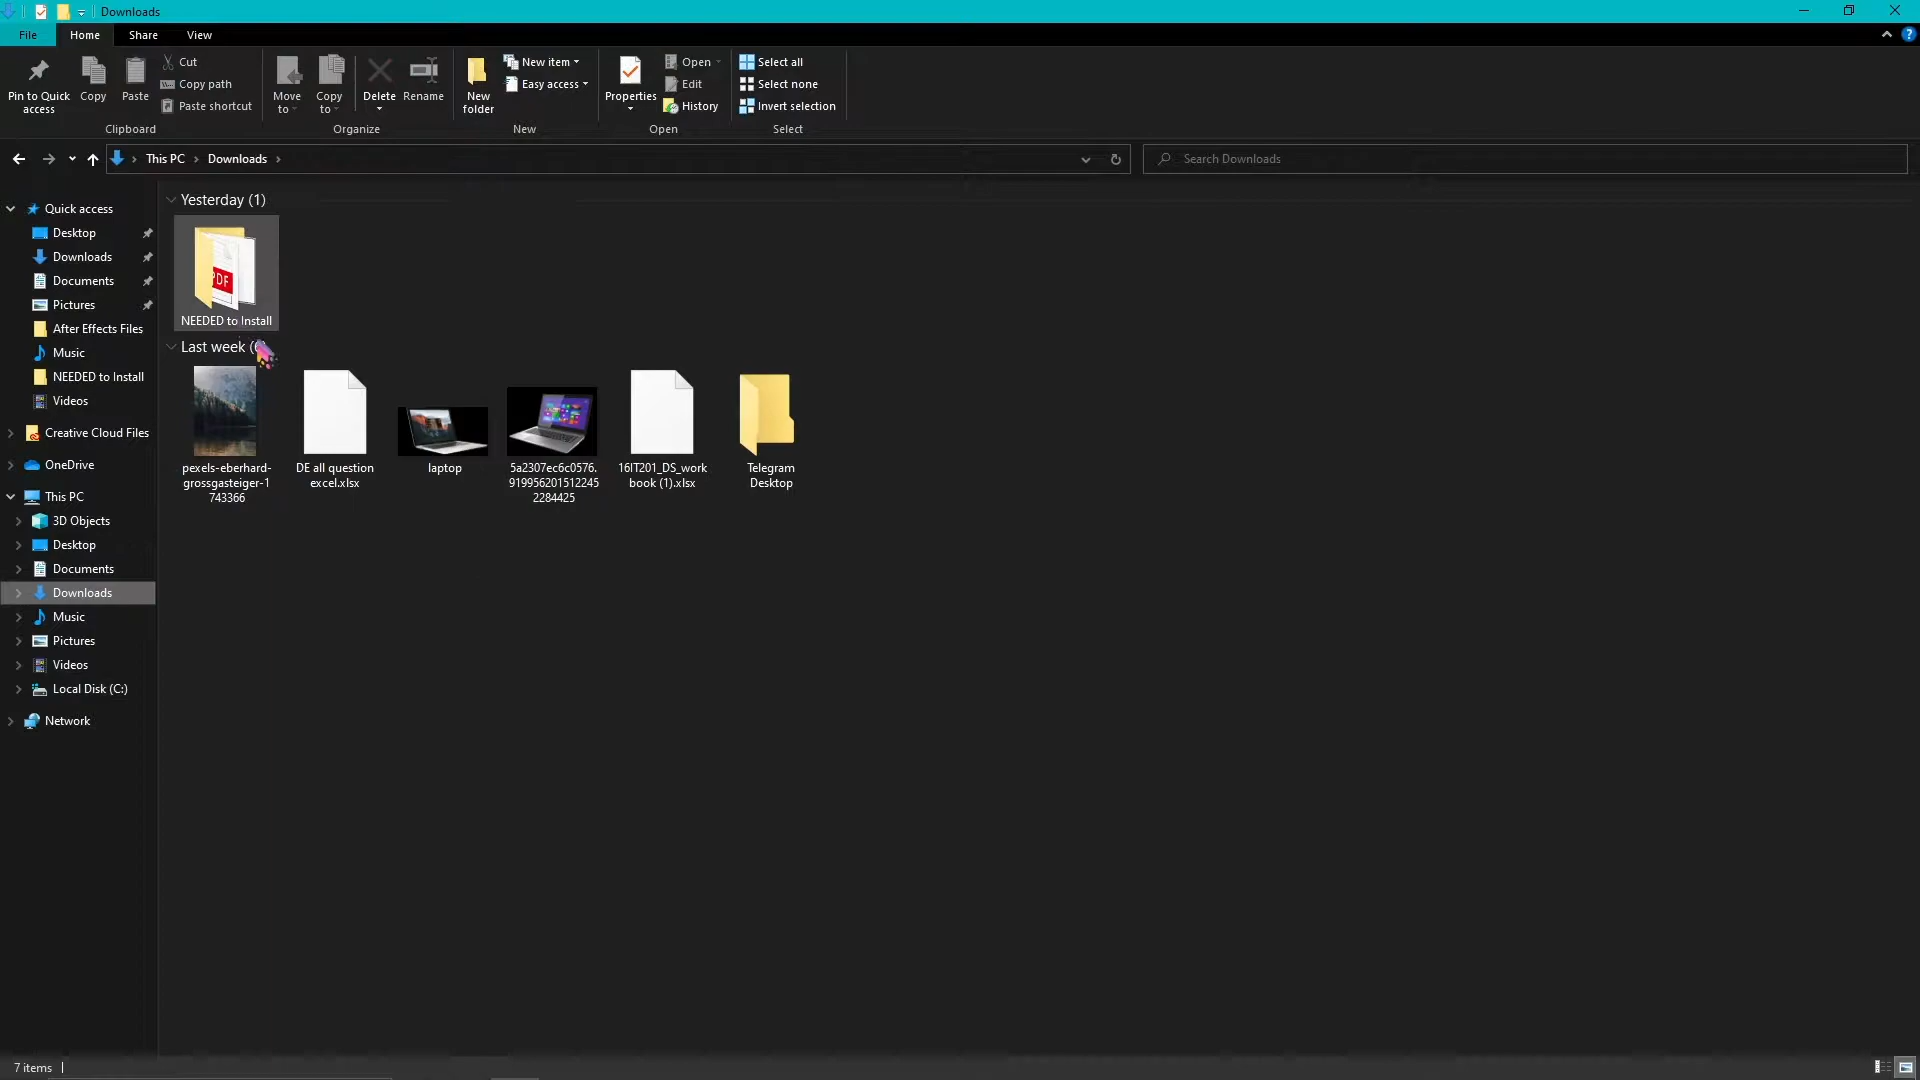 Downloads
File Home Share View
Pin to Quick access
Copy
Paste
Cut
Copy path
Paste shortcut
Clipboard
Move to
Copy to
Delete
Rename
Organize
New folder
New item
Easy access
New
Properties
Open
Edit
History
Open
Select all
Select none
Invert selection
Select
This PC Downloads
Search Downloads
Quick access
Desktop
Downloads
Documents
Pictures
After Effects Files
Music
NEEDED to Install
Videos
Creative Cloud Files
OneDrive
This PC
3D Objects
Desktop
Documents
Downloads
Music
Pictures
Videos
Local Disk (C:)
Network
Yesterday (1)
PDF
NEEDED to Install
Last week
pexels-eberhard-
grossgasteiger-1
743366
DE all question
excel.xlsx
laptop
5a2307ec6c0576.
919956201512245
2284425
16IT201_DS_work
book (1).xlsx
Telegram
Desktop
7 items